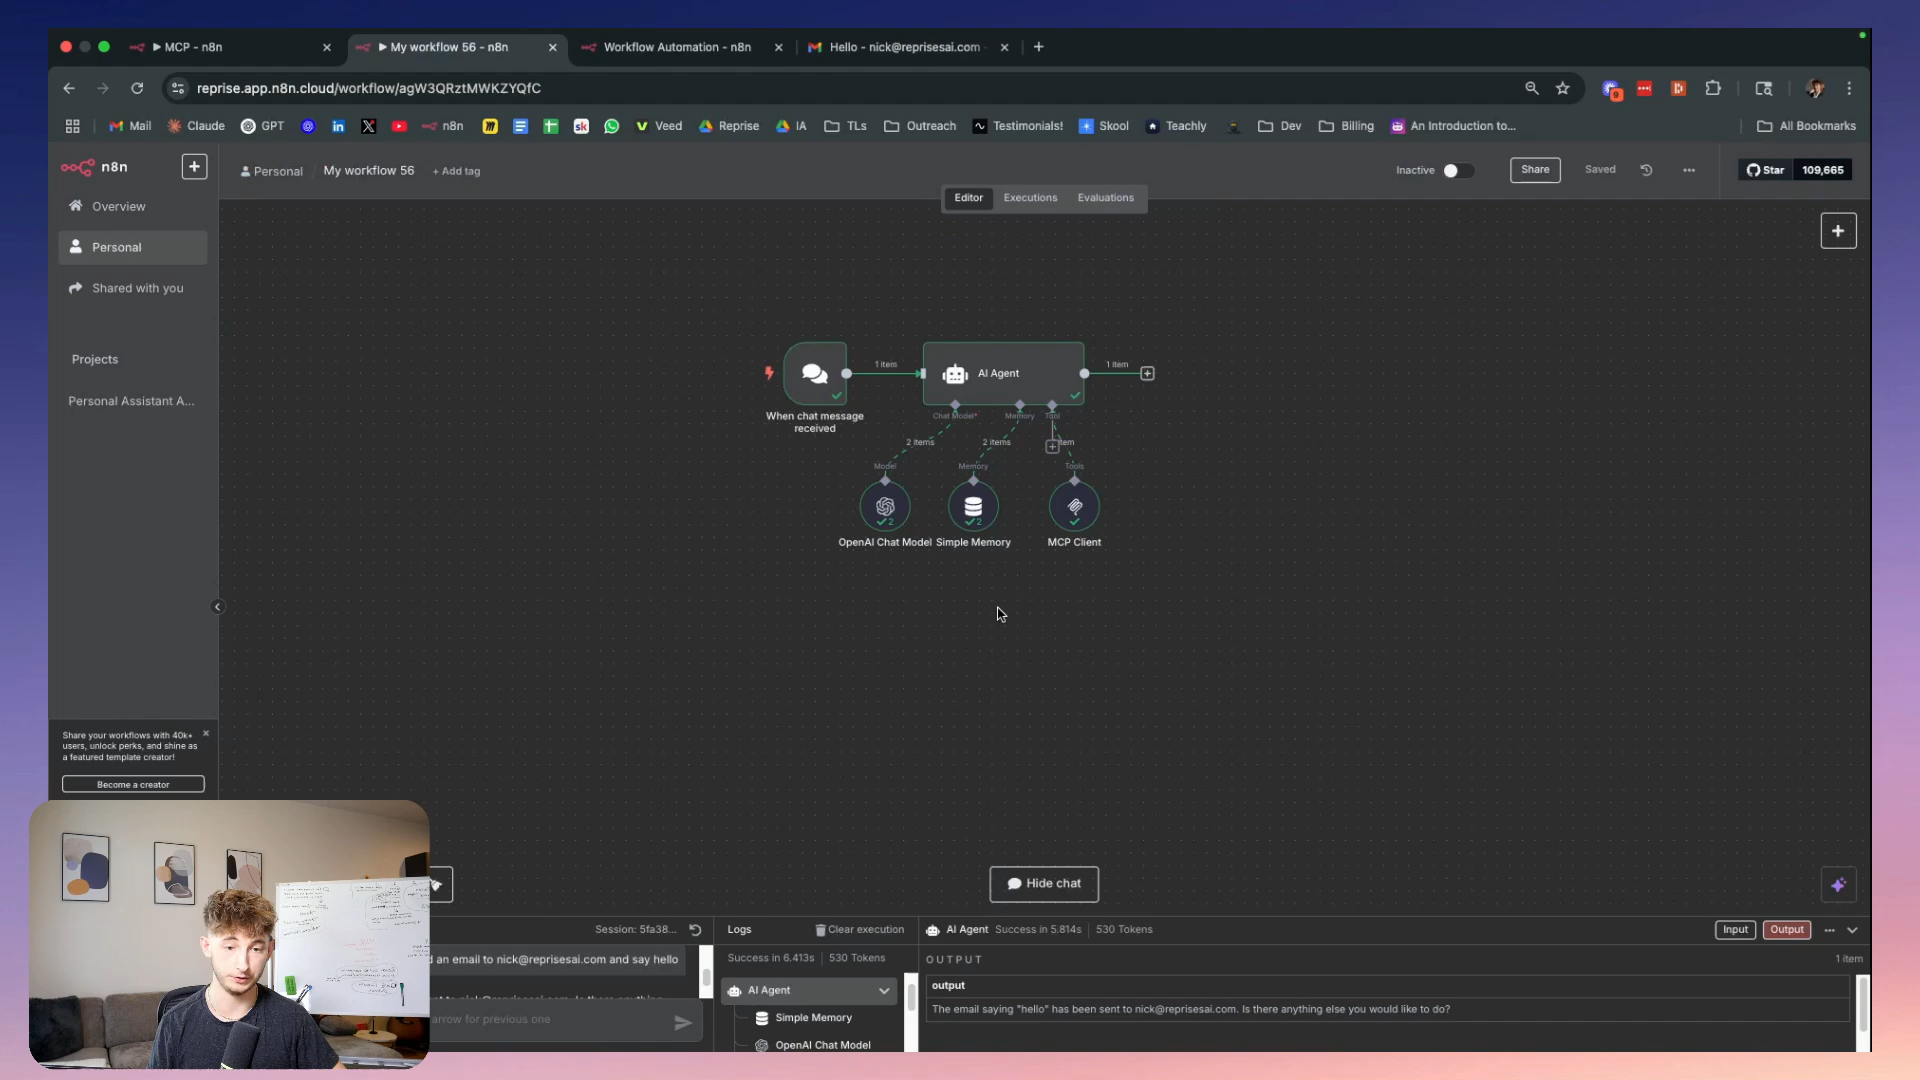 MCP - n8n
My workflow 56 - n8n
Workflow Automation - n8n
Hello - nick@reprisesai.com -
reprise.app.n8n.cloud/workflow/agW3QRztMWKZYQfC
9
Mail
Claude
GPT
n8n
Veed
Reprise
IA
TLs
Outreach
Testimonials!
Skool
Teachly
Dev
Billing
An Introduction to...
All Bookmarks
n8n
Personal / My workflow 56 + Add tag
Inactive
Share
Saved
Star 109,665
Editor
Executions
Evaluations
Overview
Personal
Shared with you
Projects
Personal Assistant A...
1 item
AI Agent
1 item
When chat message
received
Chat Model*
Memory
Tool
2 items
2 items
item
Model
Memory
Tools
2
2
OpenAI Chat Model
Simple Memory
MCP Client
Share your workflows with 40k+
users, unlock perks, and shine as
a featured template creator!
Become a creator
Hide chat
Session: 5fa38...
d an email to nick@reprisesai.com and say hello
arrow for previous one
Logs
Clear execution
Success in 6.413s | 530 Tokens
AI Agent
Simple Memory
OpenAI Chat Model
AI Agent Success in 5.814s | 530 Tokens
Input
Output
OUTPUT
1 item
output
The email saying "hello" has been sent to nick@reprisesai.com. Is there anything else you would like to do?